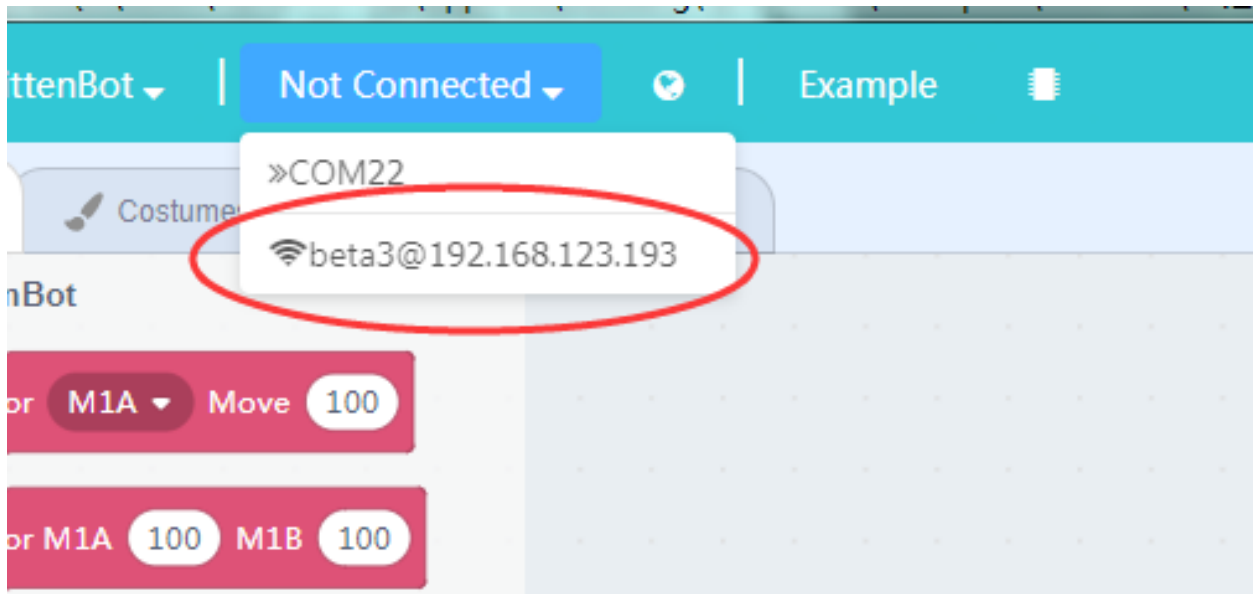 ittenBot
Not Connected
Example
»COM22
Costume
beta3@192.168.123.193
nBot
or M1A Move 100
or M1A 100 M1B 100